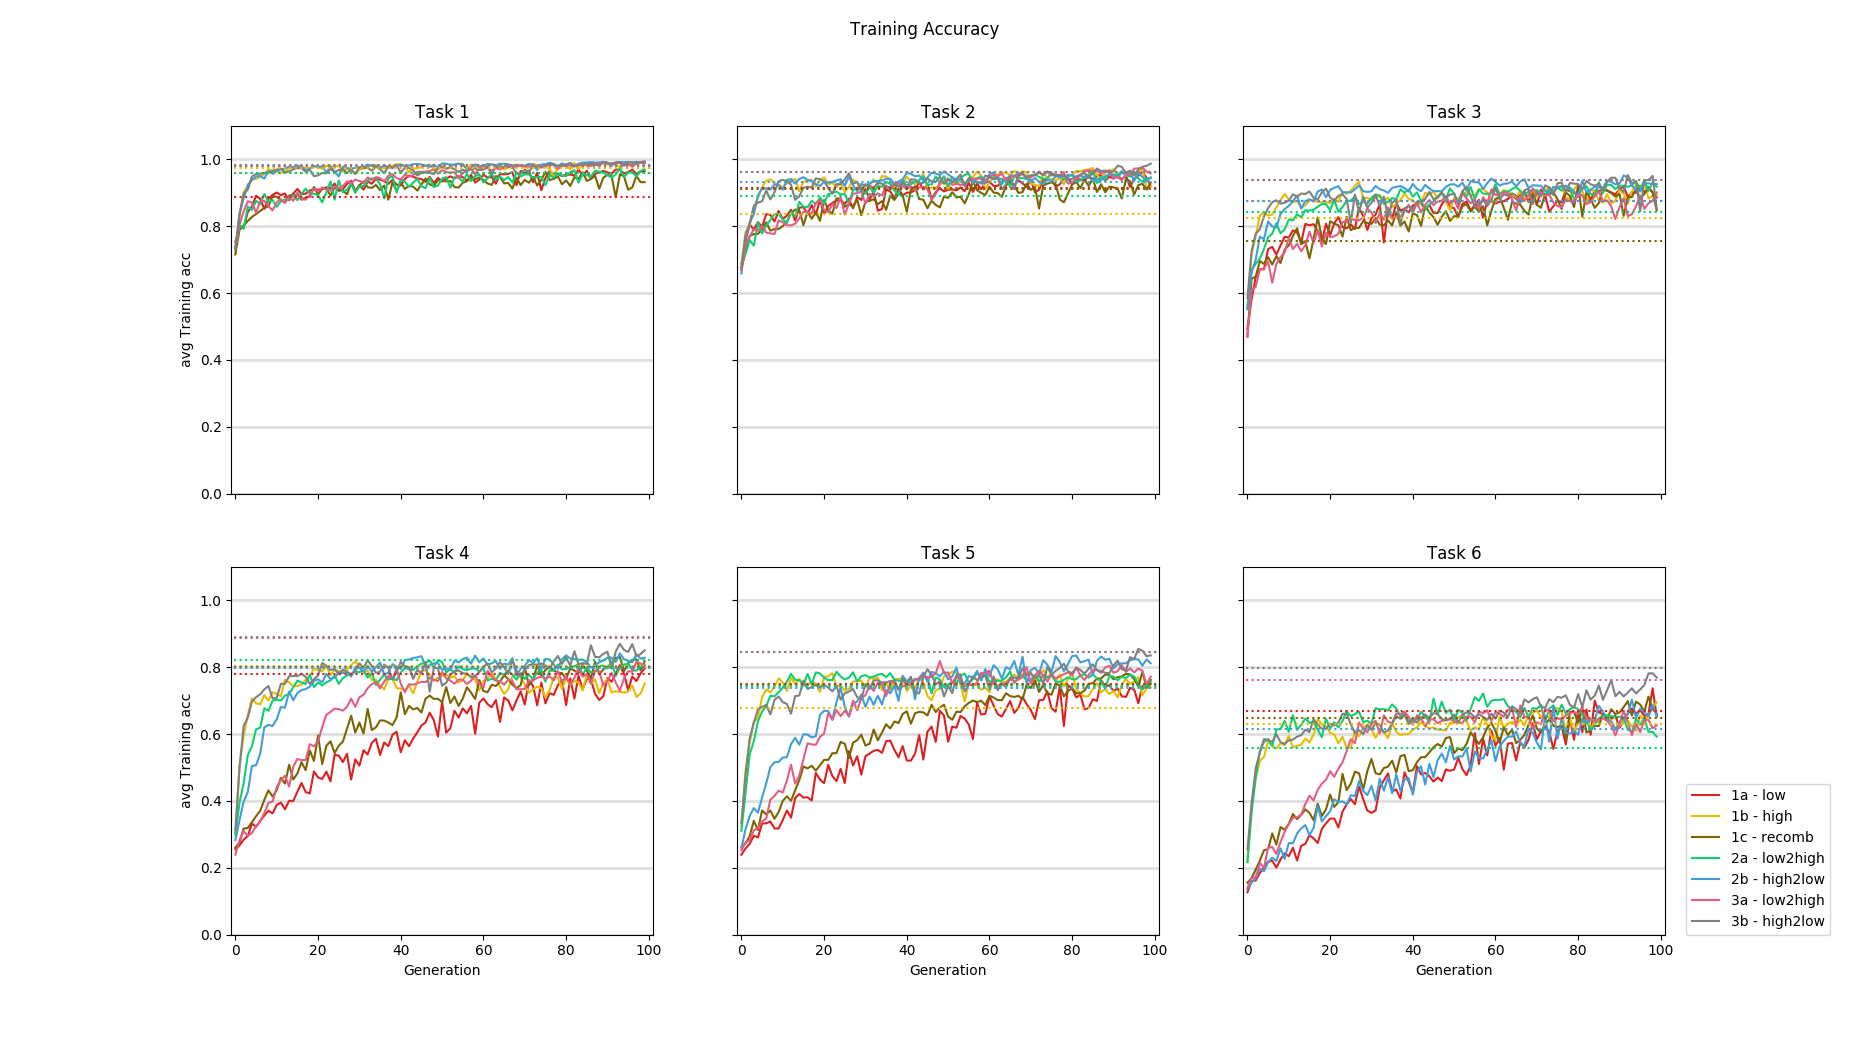 Training Accuracy
Task 1
Task 2
Task 3
avg Training acc
1.0
0.8
0.6
0.4
0.2
0.0
Task 4
Task 5
Task 6
avg Training acc
1.0
0.8
0.6
0.4
0.2
0.0
0 20 40 60 80 100
0 20 40 60 80 100
0 20 40 60 80 100
Generation
Generation
Generation
1a - low
1b - high
1c - recomb
2a - low2high
2b - high2low
3a - low2high
3b - high2low